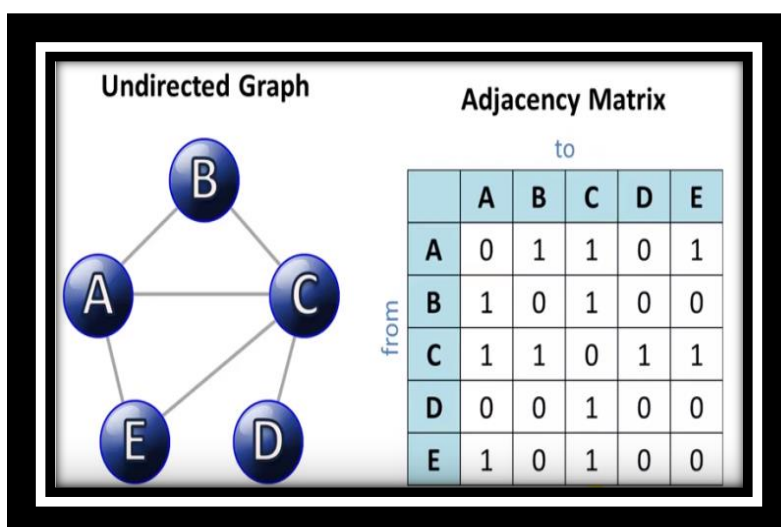 Undirected Graph
B
A C
E D
Adjacency Matrix
to
from
A B C D E
A 0 1 1 0 1
B 1 0 1 0 0
C 1 1 0 1 1
D 0 0 1 0 0
E 1 0 1 0 0